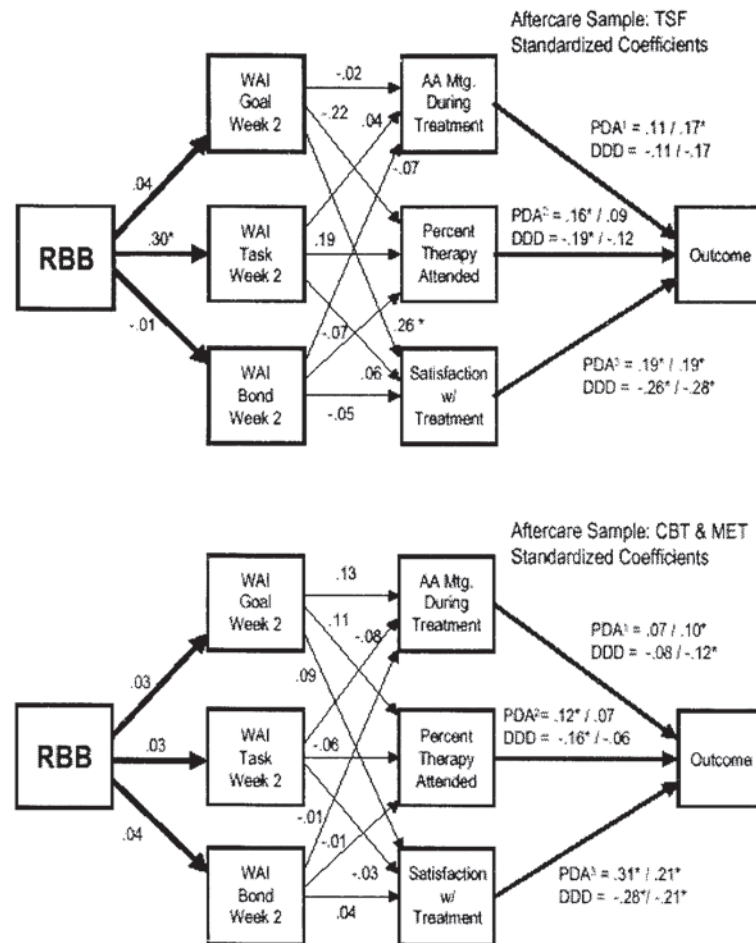 Aftercare Sample: TSF
Standardized Coefficients
WAI
Goal
Week 2
-.02
AA Mtg.
During
Treatment
-.22
.04
PDA¹ = .11 / .17*
DDD = -.11 / -.17
.04
-.07
RBB
.30*
WAI
Task
Week 2
.19
Percent
Therapy
Attended
PDA² = .16* / .09
DDD = -.19* / -.12
Outcome
-.01
-.07
.26 *
WAI
Bond
Week 2
.06
-.05
Satisfaction
w/
Treatment
PDA³ = .19* / .19*
DDD = -.26* / -.28*
Aftercare Sample: CBT & MET
Standardized Coefficients
WAI
Goal
Week 2
.13
AA Mtg.
During
Treatment
.11
-.08
PDA¹ = .07 / .10*
DDD = -.08 / -.12*
.03
.09
RBB
.03
WAI
Task
Week 2
-.06
Percent
Therapy
Attended
PDA²= .12* / .07
DDD = -.16* / -.06
Outcome
.04
-.01
-.01
WAI
Bond
Week 2
-.03
.04
Satisfaction
w/
Treatment
PDA³ = .31* / .21*
DDD = -.28*/ -.21*